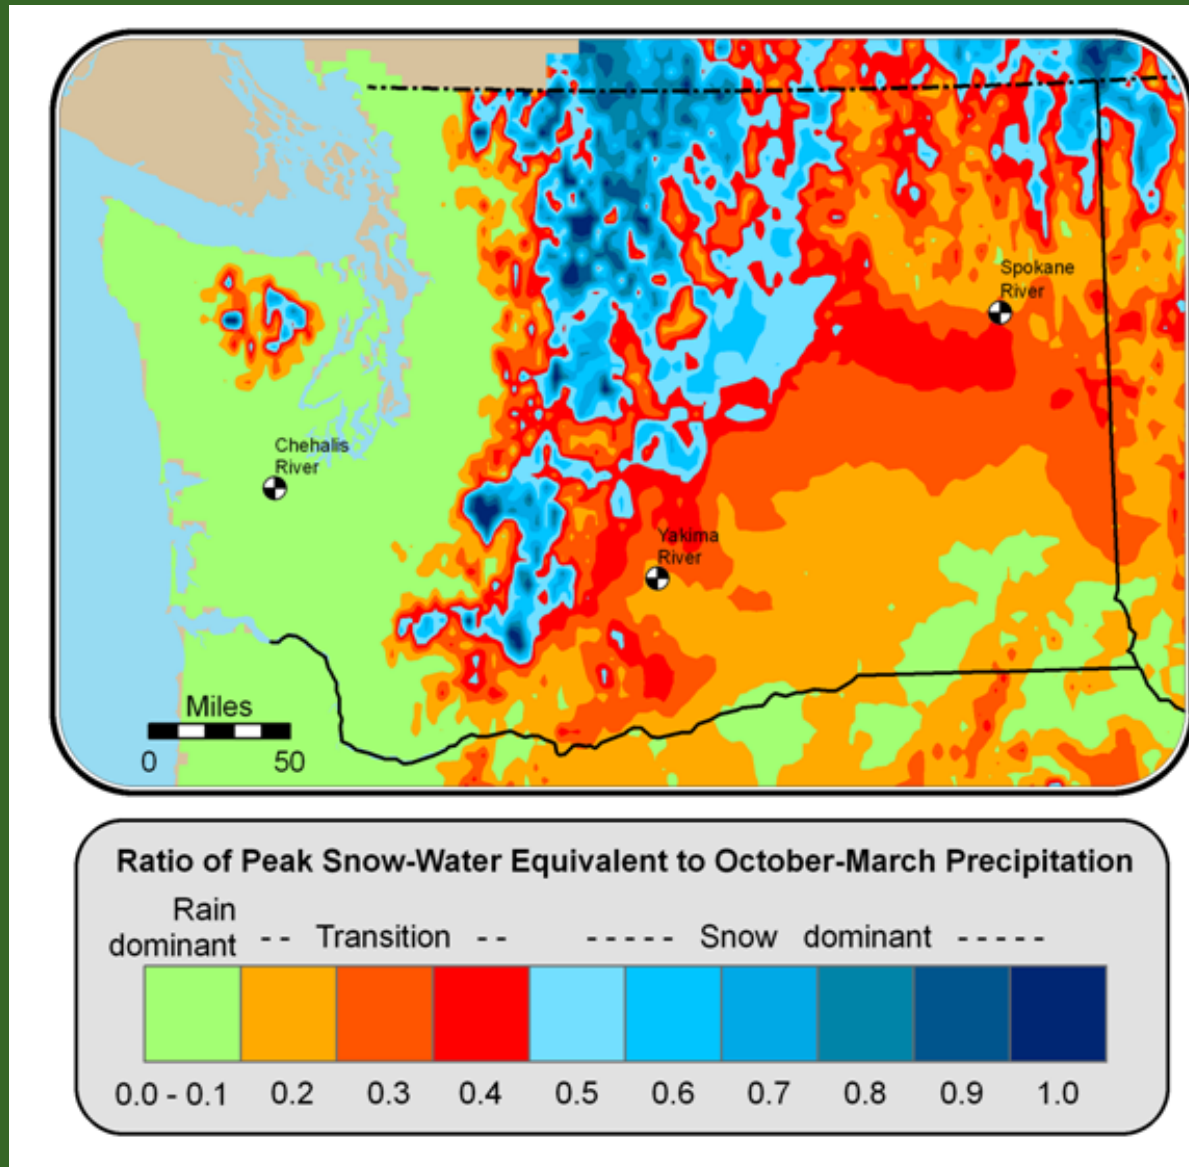 Spokane
River
Chehalis
River
Yakima
River
Miles
0 50
Ratio of Peak Snow-Water Equivalent to October-March Precipitation
Rain
dominant -- Transition -- ----- Snow dominant -----
0.0 - 0.1 0.2 0.3 0.4 0.5 0.6 0.7 0.8 0.9 1.0